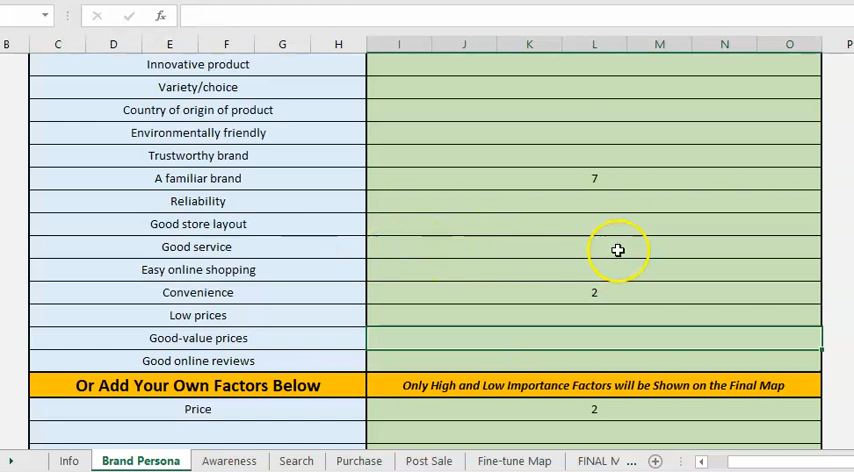 fx
B C D E F G H I J K L M N O P
Innovative product
Variety/choice
Country of origin of product
Environmentally friendly
Trustworthy brand
A familiar brand 7
Reliability
Good store layout
Good service
Easy online shopping
Convenience 2
Low prices
Good-value prices
Good online reviews
Or Add Your Own Factors Below Only High and Low Importance Factors will be Shown on the Final Map
Price 2
Info Brand Persona Awareness Search Purchase Post Sale Fine-tune Map FINAL M ...